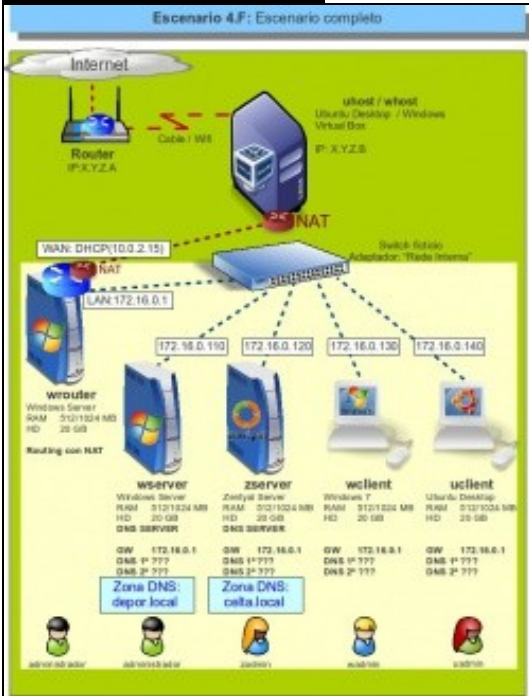 Escenario 4.F: Escenario completo
Internet
uhost / whost
Ubuntu Desktop / Windows
Virtual Box
IP: X.Y.Z.B
Cable / Wifi
Router
IP:X.Y.Z.A
NAT
WAN: DHCP(10.0.2.15)
Switch ficticio
Adaptador: "Rede Interna"
NAT
LAN:172.16.0.1
172.16.0.110
172.16.0.120
172.16.0.130
172.16.0.140
wrouter
Windows Server
RAM 512/1024 MB
HD 20 GB
Routing con NAT
wserver
Windows Server
RAM 512/1024 MB
HD 20 GB
DNS SERVER
GW 172.16.0.1
DNS 1º ???
DNS 2º ???
Zona DNS:
depor.local
zserver
Zentyal Server
RAM 512/1024 MB
HD 20 GB
DNS SERVER
GW 172.16.0.1
DNS 1º ???
DNS 2º ???
Zona DNS:
celta.local
wclient
Windows 7
RAM 512/1024 MB
HD 20 GB
GW 172.16.0.1
DNS 1º ???
DNS 2º ???
uclient
Ubuntu Desktop
RAM 512/1024 MB
HD 20 GB
GW 172.16.0.1
DNS 1º ???
DNS 2º ???
administrador
administrador
zadmin
wadmin
uadmin